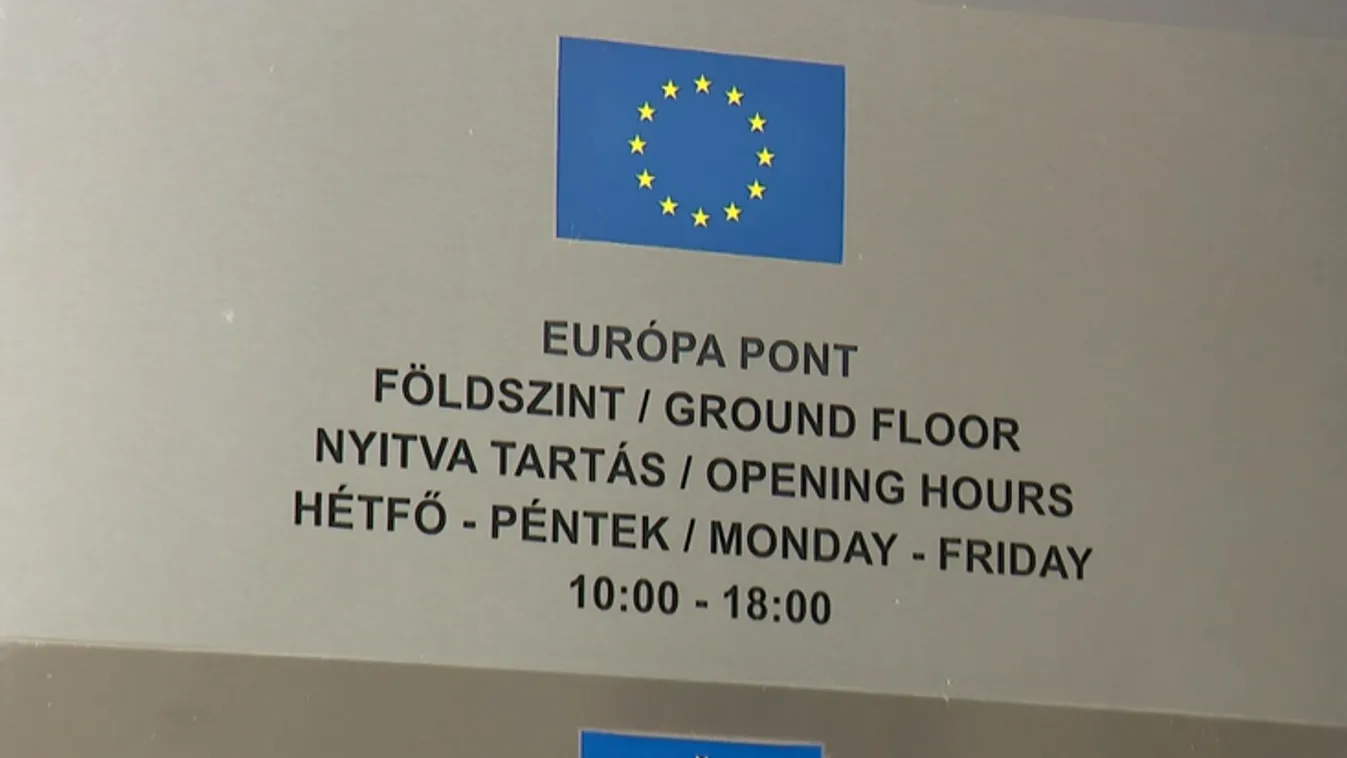 EURÓPA PONT
FÖLDSZINT / GROUND FLOOR
NYITVA TARTÁS / OPENING HOURS
HÉTFŐ - PÉNTEK / MONDAY - FRIDAY
10:00 - 18:00